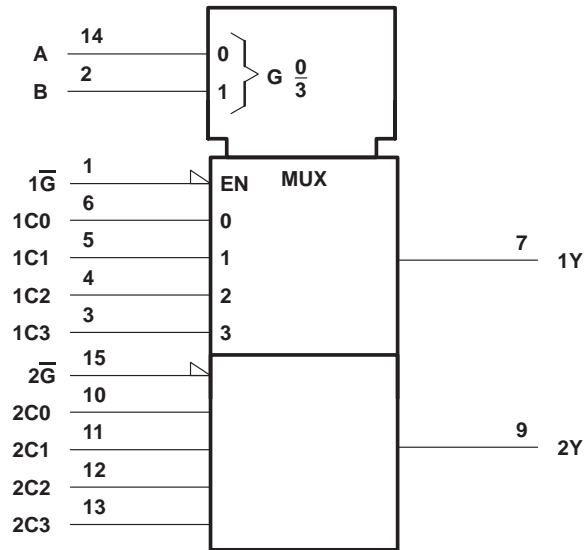 A 14 0
B 2 1
G 0/3
1G̅ 1 EN MUX
1C0 6 0
1C1 5 1
1C2 4 2
1C3 3 3
7 1Y
2G̅ 15
2C0 10
2C1 11
2C2 12
2C3 13
9 2Y